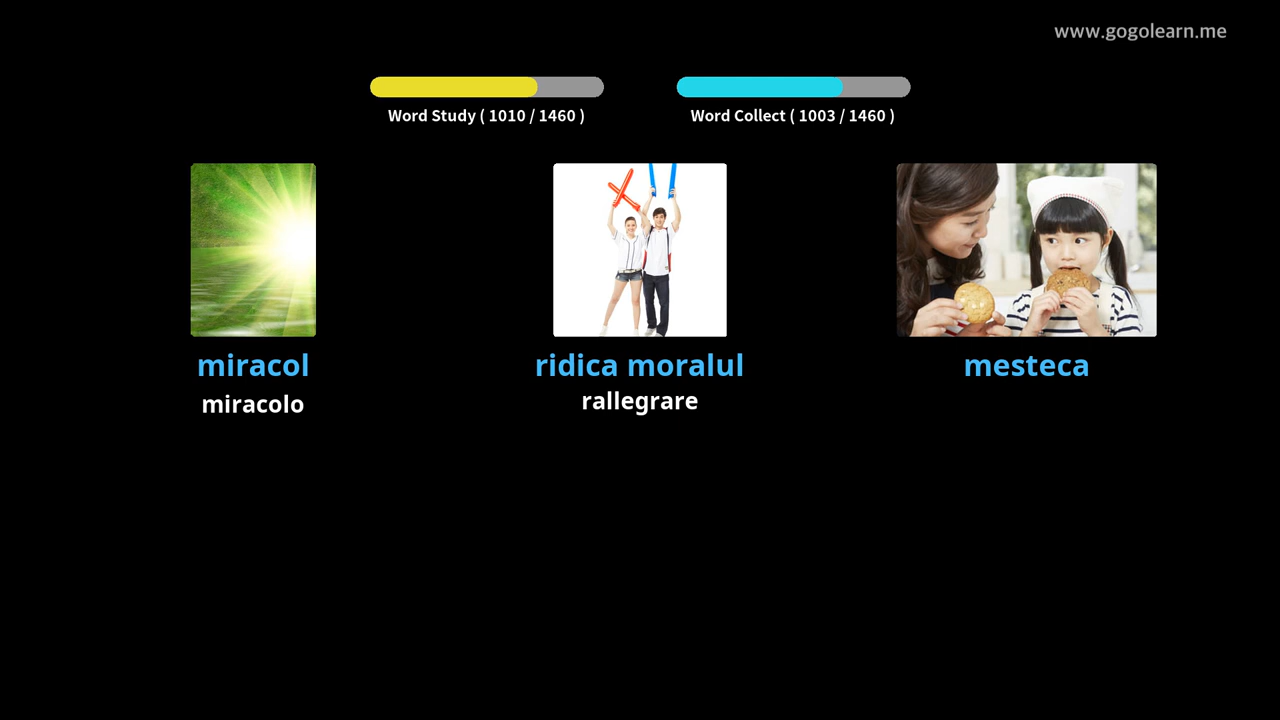 www.gogolearn.me
Word Study ( 1010 / 1460 )
Word Collect ( 1003 / 1460 )
miracol
ridica moralul
mesteca
miracolo
rallegrare